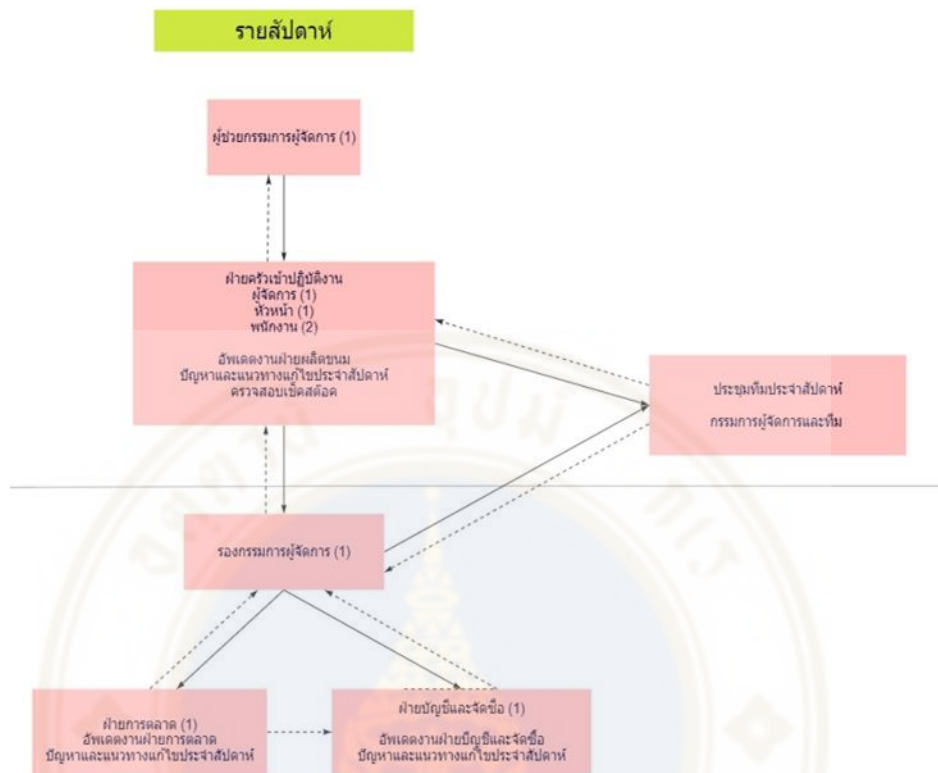 รายสัปดาห์
ผู้ช่วยกรรมการผู้จัดการ (1)
ฝ่ายครัวเข้าปฏิบัติงาน
ผู้จัดการ (1)
หัวหน้า (1)
พนักงาน (2)
อัพเดตงานฝ่ายผลิตขนม
ปัญหาและแนวทางแก้ไขประจำสัปดาห์
ตรวจสอบเช็คสต๊อค
ประชุมทีมประจำสัปดาห์
กรรมการผู้จัดการและทีม
รองกรรมการผู้จัดการ (1)
ฝ่ายการตลาด (1)
อัพเดตงานฝ่ายการตลาด
ปัญหาและแนวทางแก้ไขประจำสัปดาห์
ฝ่ายบัญชีและจัดซื้อ (1)
อัพเดตงานฝ่ายบัญชีและจัดซื้อ
ปัญหาและแนวทางแก้ไขประจำสัปดาห์